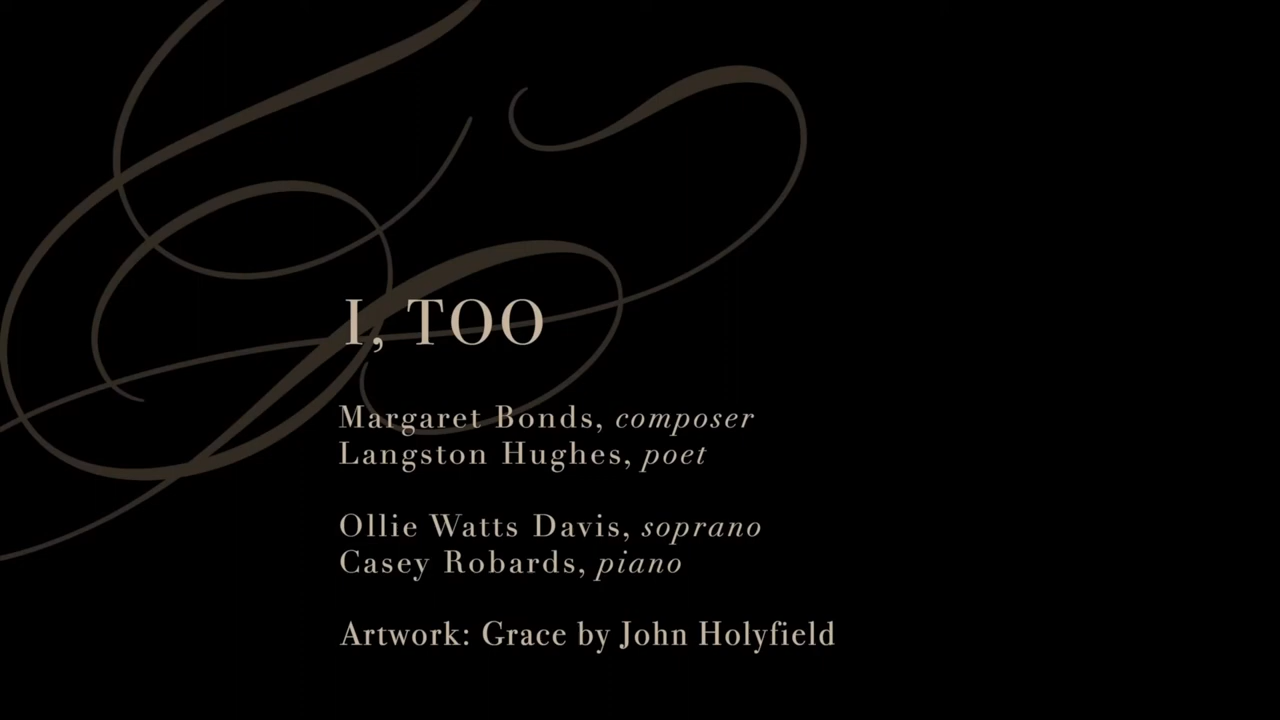 I, TOO
Margaret Bonds, composer
Langston Hughes, poet
Ollie Watts Davis, soprano
Casey Robards, piano
Artwork: Grace by John Holyfield